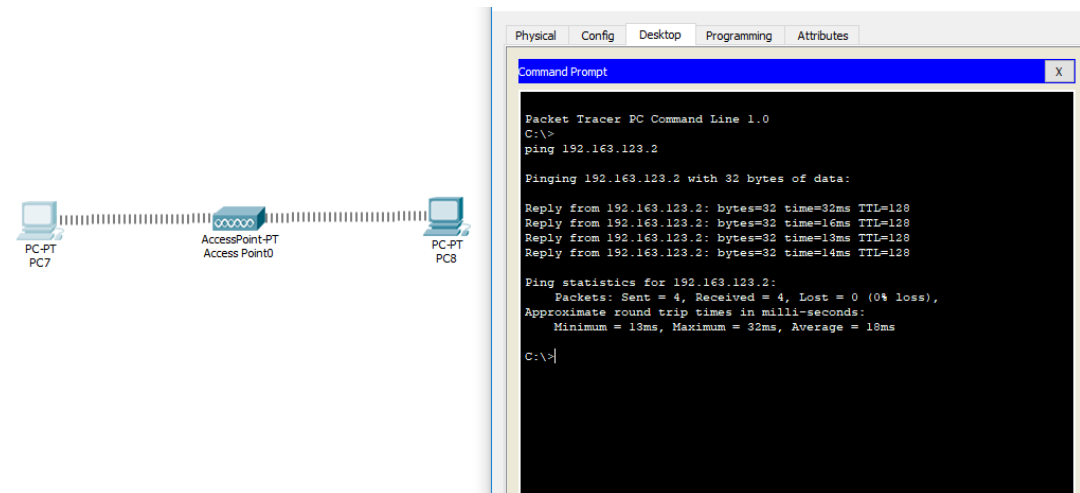 PC-PT
PC7
AccessPoint-PT
Access Point0
PC-PT
PC8
Physical Config Desktop Programming Attributes
Command Prompt X
Packet Tracer PC Command Line 1.0
C:\>
ping 192.163.123.2
Pinging 192.163.123.2 with 32 bytes of data:
Reply from 192.163.123.2: bytes=32 time=32ms TTL=128
Reply from 192.163.123.2: bytes=32 time=16ms TTL=128
Reply from 192.163.123.2: bytes=32 time=13ms TTL=128
Reply from 192.163.123.2: bytes=32 time=14ms TTL=128
Ping statistics for 192.163.123.2:
Packets: Sent = 4, Received = 4, Lost = 0 (0% loss),
Approximate round trip times in milli-seconds:
Minimum = 13ms, Maximum = 32ms, Average = 18ms
C:\>